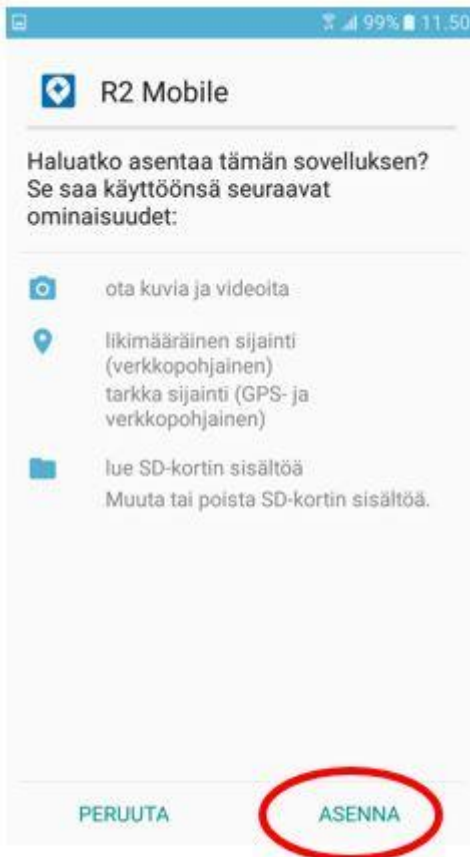 99% 11.50
R2 Mobile
Haluatko asentaa tämän sovelluksen?
Se saa käyttöönsä seuraavat
ominaisuudet:
ota kuvia ja videoita
likimääräinen sijainti
(verkkopohjainen)
tarkka sijainti (GPS- ja
verkkopohjainen)
lue SD-kortin sisältöä
Muuta tai poista SD-kortin sisältöä.
PERUUTA ASENNA